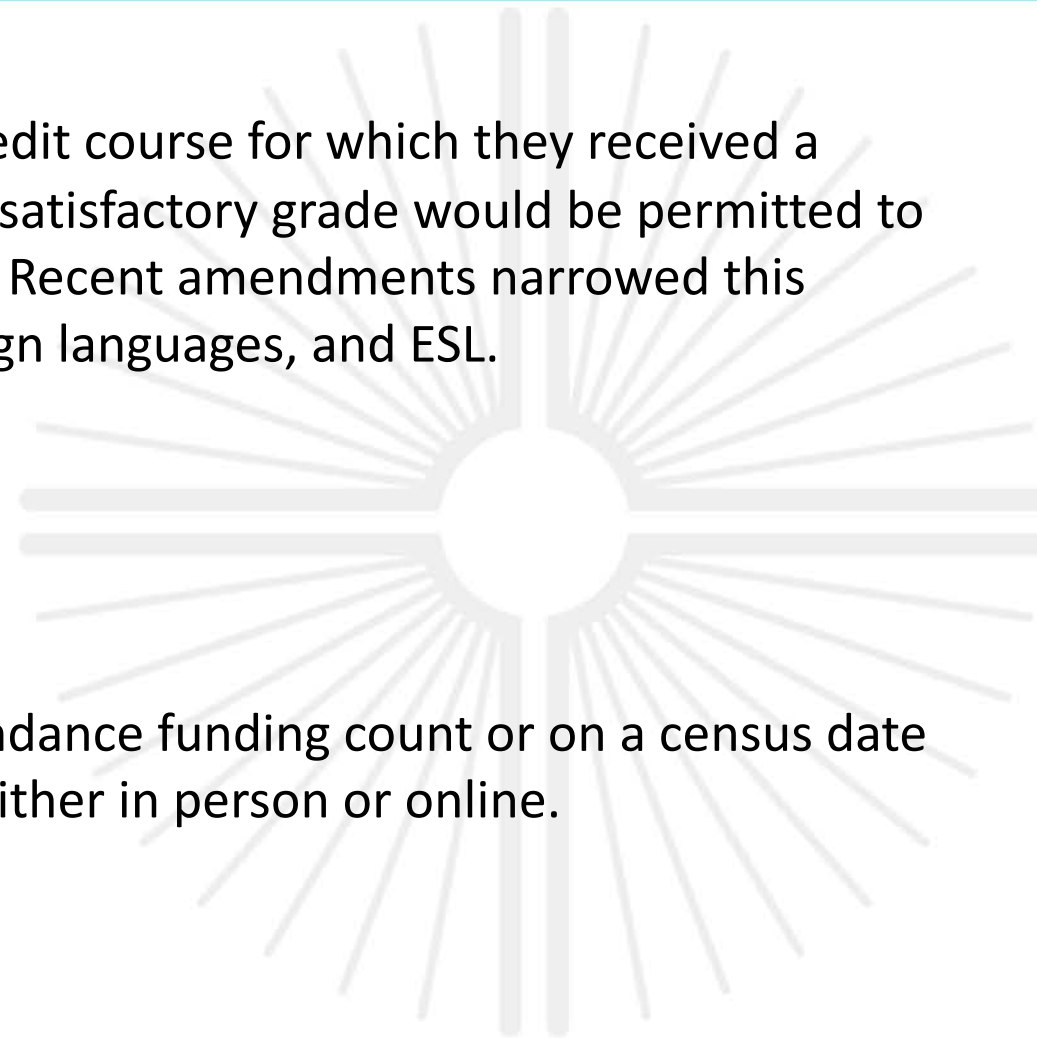 edit course for which they received a
satisfactory grade would be permitted to
Recent amendments narrowed this
gn languages, and ESL.
ndance funding count or on a census date
ither in person or online.